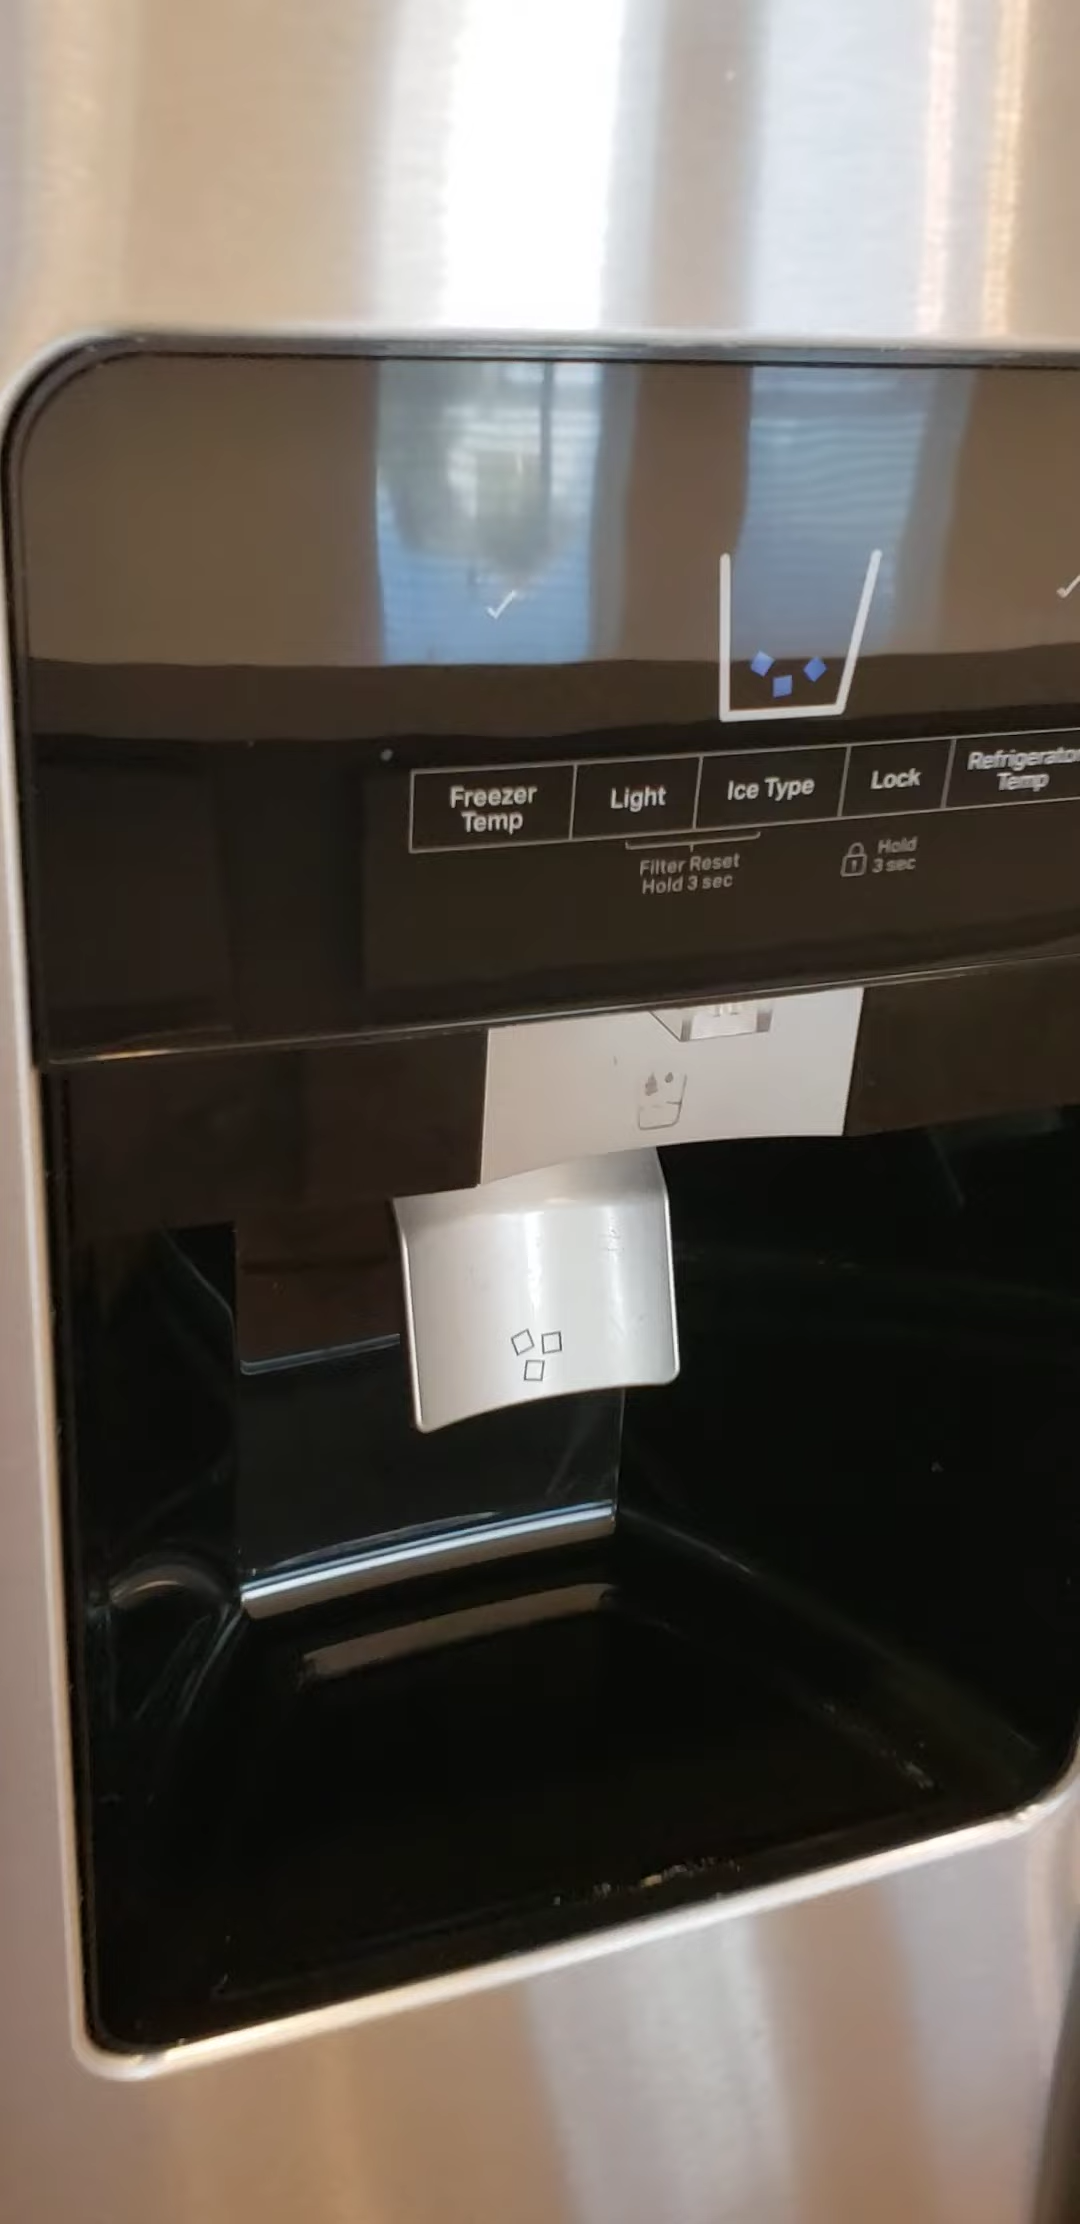 Freezer
Temp
Light
Ice Type
Lock
Refrigerator
Temp
Filter Reset
Hold 3 sec
Hold
3 sec